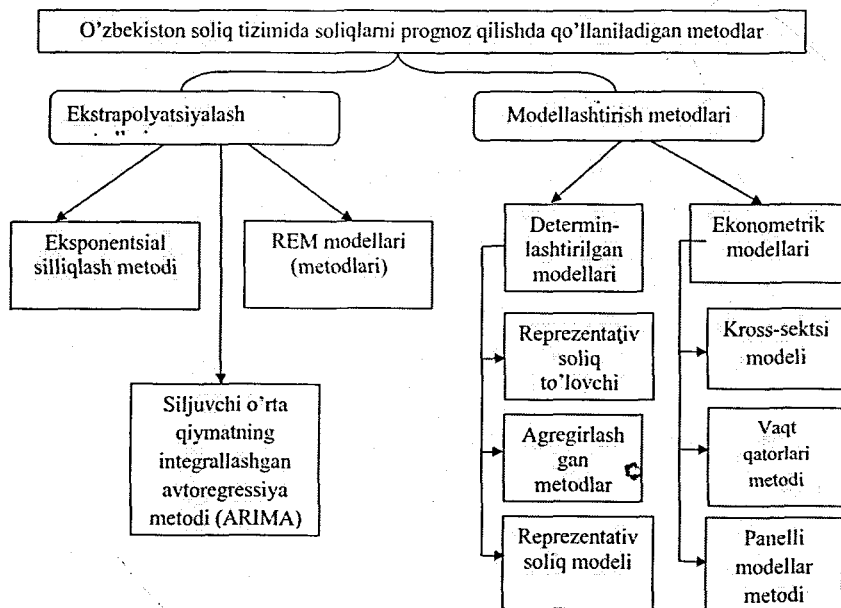 O'zbekiston soliq tizimida soliqlarni prognoz qilishda qo'llaniladigan metodlar
Ekstrapolyatsiyalash
Modellashtirish metodlari
Eksponentsial
silliqlash metodi
REM modellari
(metodlari)
Siljuvchi o'rta
qiymatning
integrallashgan
avtoregressiya
metodi (ARIMA)
Determin-
lashtirilgan
modellari
Reprezentativ
soliq
to'lovchi
Agregirlash
gan
metodlar
Reprezentativ
soliq modeli
Ekonometrik
modellari
Kross-sektsi
modeli
Vaqt
qatorlari
metodi
Panelli
modellar
metodi